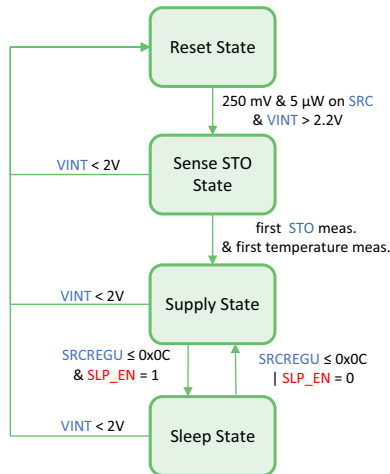 Reset State
250 mV & 5 µW on SRC
& VINT > 2.2V
VINT < 2V
Sense STO
State
first STO meas.
& first temperature meas.
VINT < 2V
Supply State
SRCREGU ≤ 0x0C
& SLP_EN = 1
SRCREGU ≤ 0x0C
| SLP_EN = 0
VINT < 2V
Sleep State